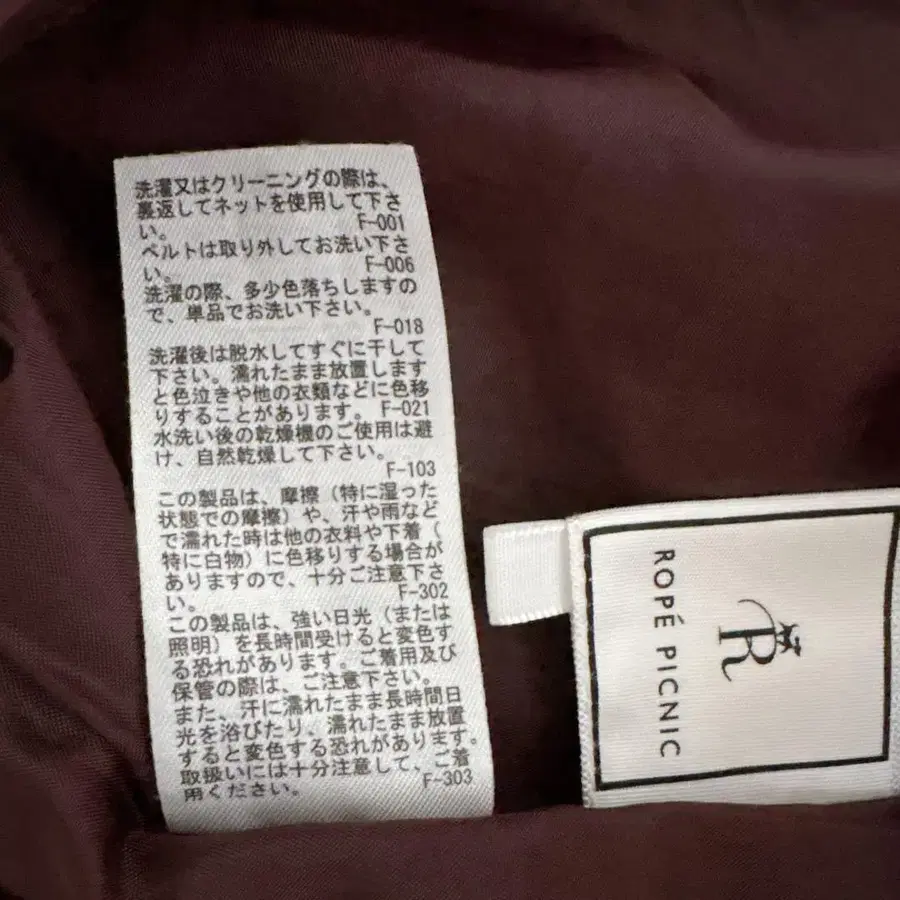 洗濯又はクリーニングの際は、
裏返してネットを使用して下さ
い。 F-001
ベルトは取り外してお洗い下さ
い。 F-006
洗濯の際、多少色落ちしますの
で、単品でお洗い下さい。
F-018
洗濯後は脱水してすぐに干して
下さい。濡れたまま放置します
と色泣きや他の衣類などに色移
りすることがあります。 F-021
水洗い後の乾燥機のご使用は避
け、自然乾燥して下さい。
F-103
この製品は、摩擦（特に湿った
状態での摩擦）や、汗や雨など
で濡れた時は他の衣料や下着（
特に白物）に色移りする場合が
ありますので、十分ご注意下さ
い。 F-302
この製品は、強い日光（または
照明）を長時間受けると変色す
る恐れがあります。ご着用及び
保管の際は、ご注意下さい。
また、汗に濡れたまま長時間日
光を浴びたり、濡れたまま放置
すると変色する恐れがあります。
取扱いには十分注意して、ご着
用ください。 F-303
R
ROPÉ PICNIC